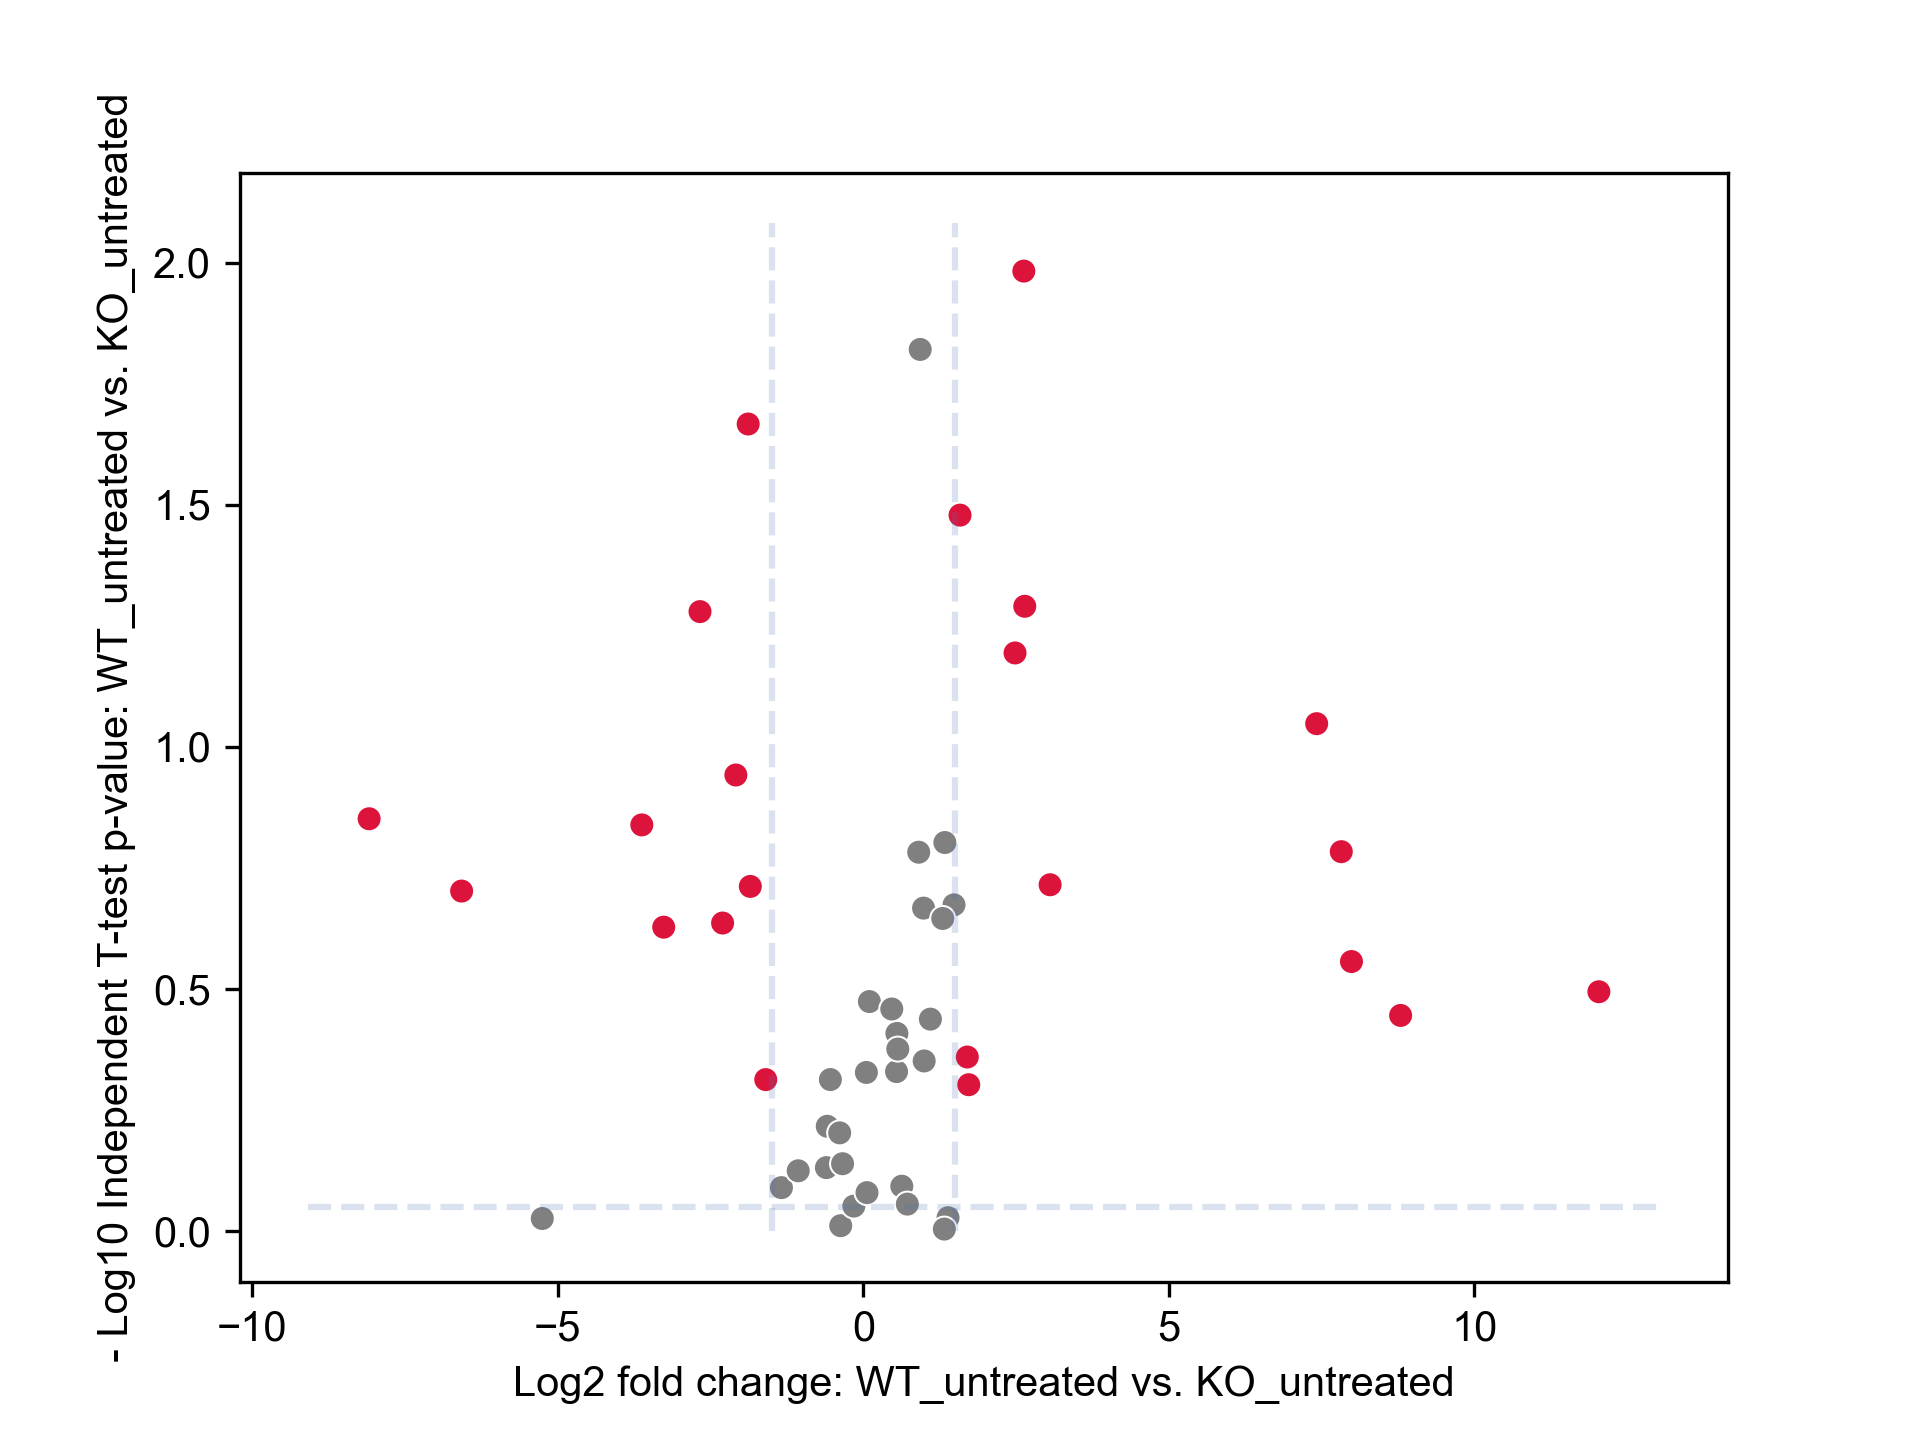 - Log10 Independent T-test p-value: WT_untreated vs. KO_untreated
2.0
1.5
1.0
0.5
0.0
−10 −5 0 5 10
Log2 fold change: WT_untreated vs. KO_untreated